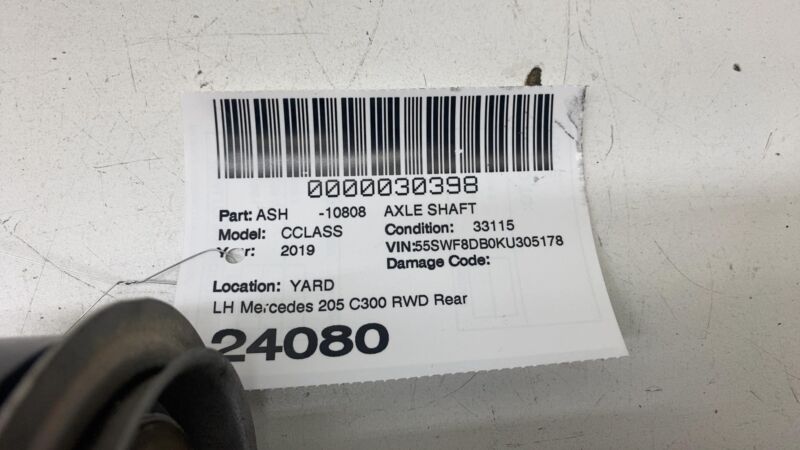 0000030398
Part: ASH -10808 AXLE SHAFT
Model: CCLASS Condition: 33115
Year: 2019 VIN:55SWF8DB0KU305178
Damage Code:
Location: YARD
LH Mercedes 205 C300 RWD Rear
24080